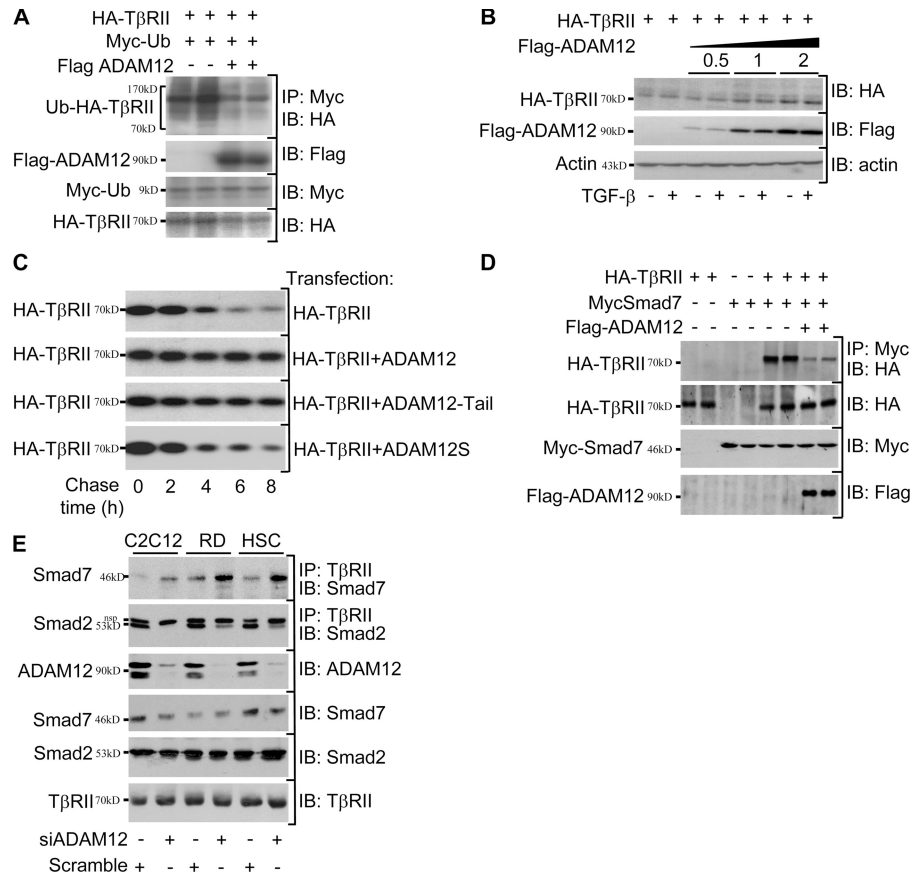 A
HA-TβRII + + + +
Myc-Ub + + + +
Flag ADAM12 - - + +
170kD
Ub-HA-TβRII
70kD
IP: Myc
IB: HA
Flag-ADAM12 90kD IB: Flag
Myc-Ub 9kD IB: Myc
HA-TβRII 70kD IB: HA
B
HA-TβRII + + + + + + + +
Flag-ADAM12
0.5 1 2
HA-TβRII 70kD IB: HA
Flag-ADAM12 90kD IB: Flag
Actin 43kD IB: actin
TGF-β - + - + - + - +
C
Transfection:
HA-TβRII 70kD HA-TβRII
HA-TβRII 70kD HA-TβRII+ADAM12
HA-TβRII 70kD HA-TβRII+ADAM12-Tail
HA-TβRII 70kD HA-TβRII+ADAM12S
Chase 0 2 4 6 8
time (h)
D
HA-TβRII + + - - + + + +
MycSmad7 - - + + + + + +
Flag-ADAM12 - - - - - - + +
HA-TβRII 70kD
IP: Myc
IB: HA
HA-TβRII 70kD IB: HA
Myc-Smad7 46kD IB: Myc
Flag-ADAM12 90kD IB: Flag
E
C2C12 RD HSC
Smad7 46kD
IP: TβRII
IB: Smad7
nsp
Smad2 53kD
IP: TβRII
IB: Smad2
ADAM12 90kD IB: ADAM12
Smad7 46kD IB: Smad7
Smad2 53kD IB: Smad2
TβRII 70kD IB: TβRII
siADAM12 - + - + - +
Scramble + - + - + -